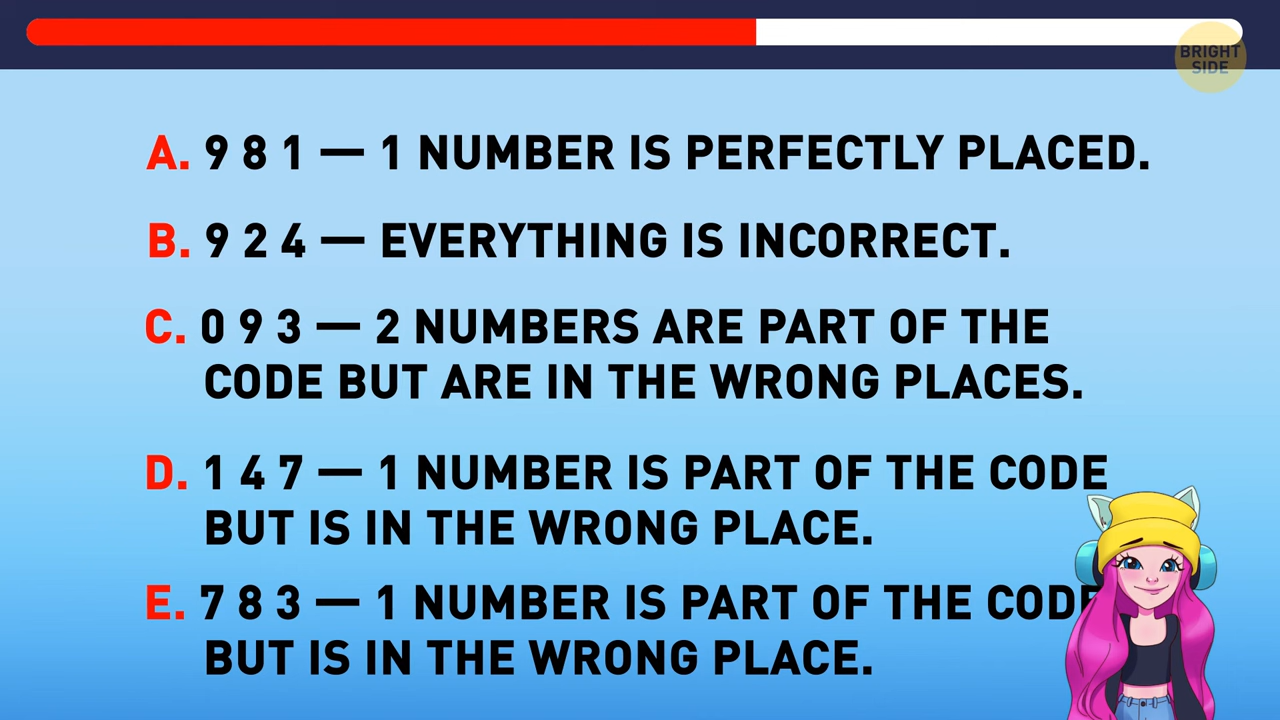 BRIGHT
SIDE
A. 9 8 1 — 1 NUMBER IS PERFECTLY PLACED.
B. 9 2 4 — EVERYTHING IS INCORRECT.
C. 0 9 3 — 2 NUMBERS ARE PART OF THE
CODE BUT ARE IN THE WRONG PLACES.
D. 1 4 7 — 1 NUMBER IS PART OF THE CODE
BUT IS IN THE WRONG PLACE.
E. 7 8 3 — 1 NUMBER IS PART OF THE CODE
BUT IS IN THE WRONG PLACE.